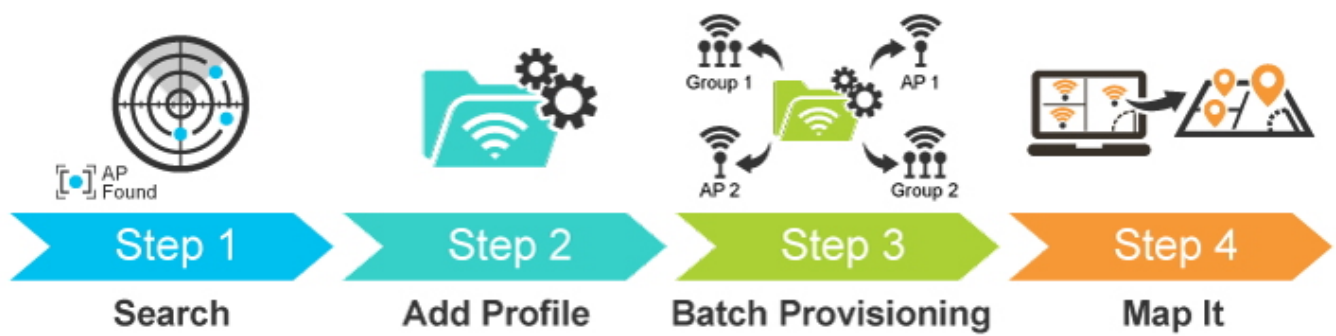 AP
Found
Group 1
AP 1
AP 2
Group 2
Step 1
Step 2
Step 3
Step 4
Search
Add Profile
Batch Provisioning
Map It